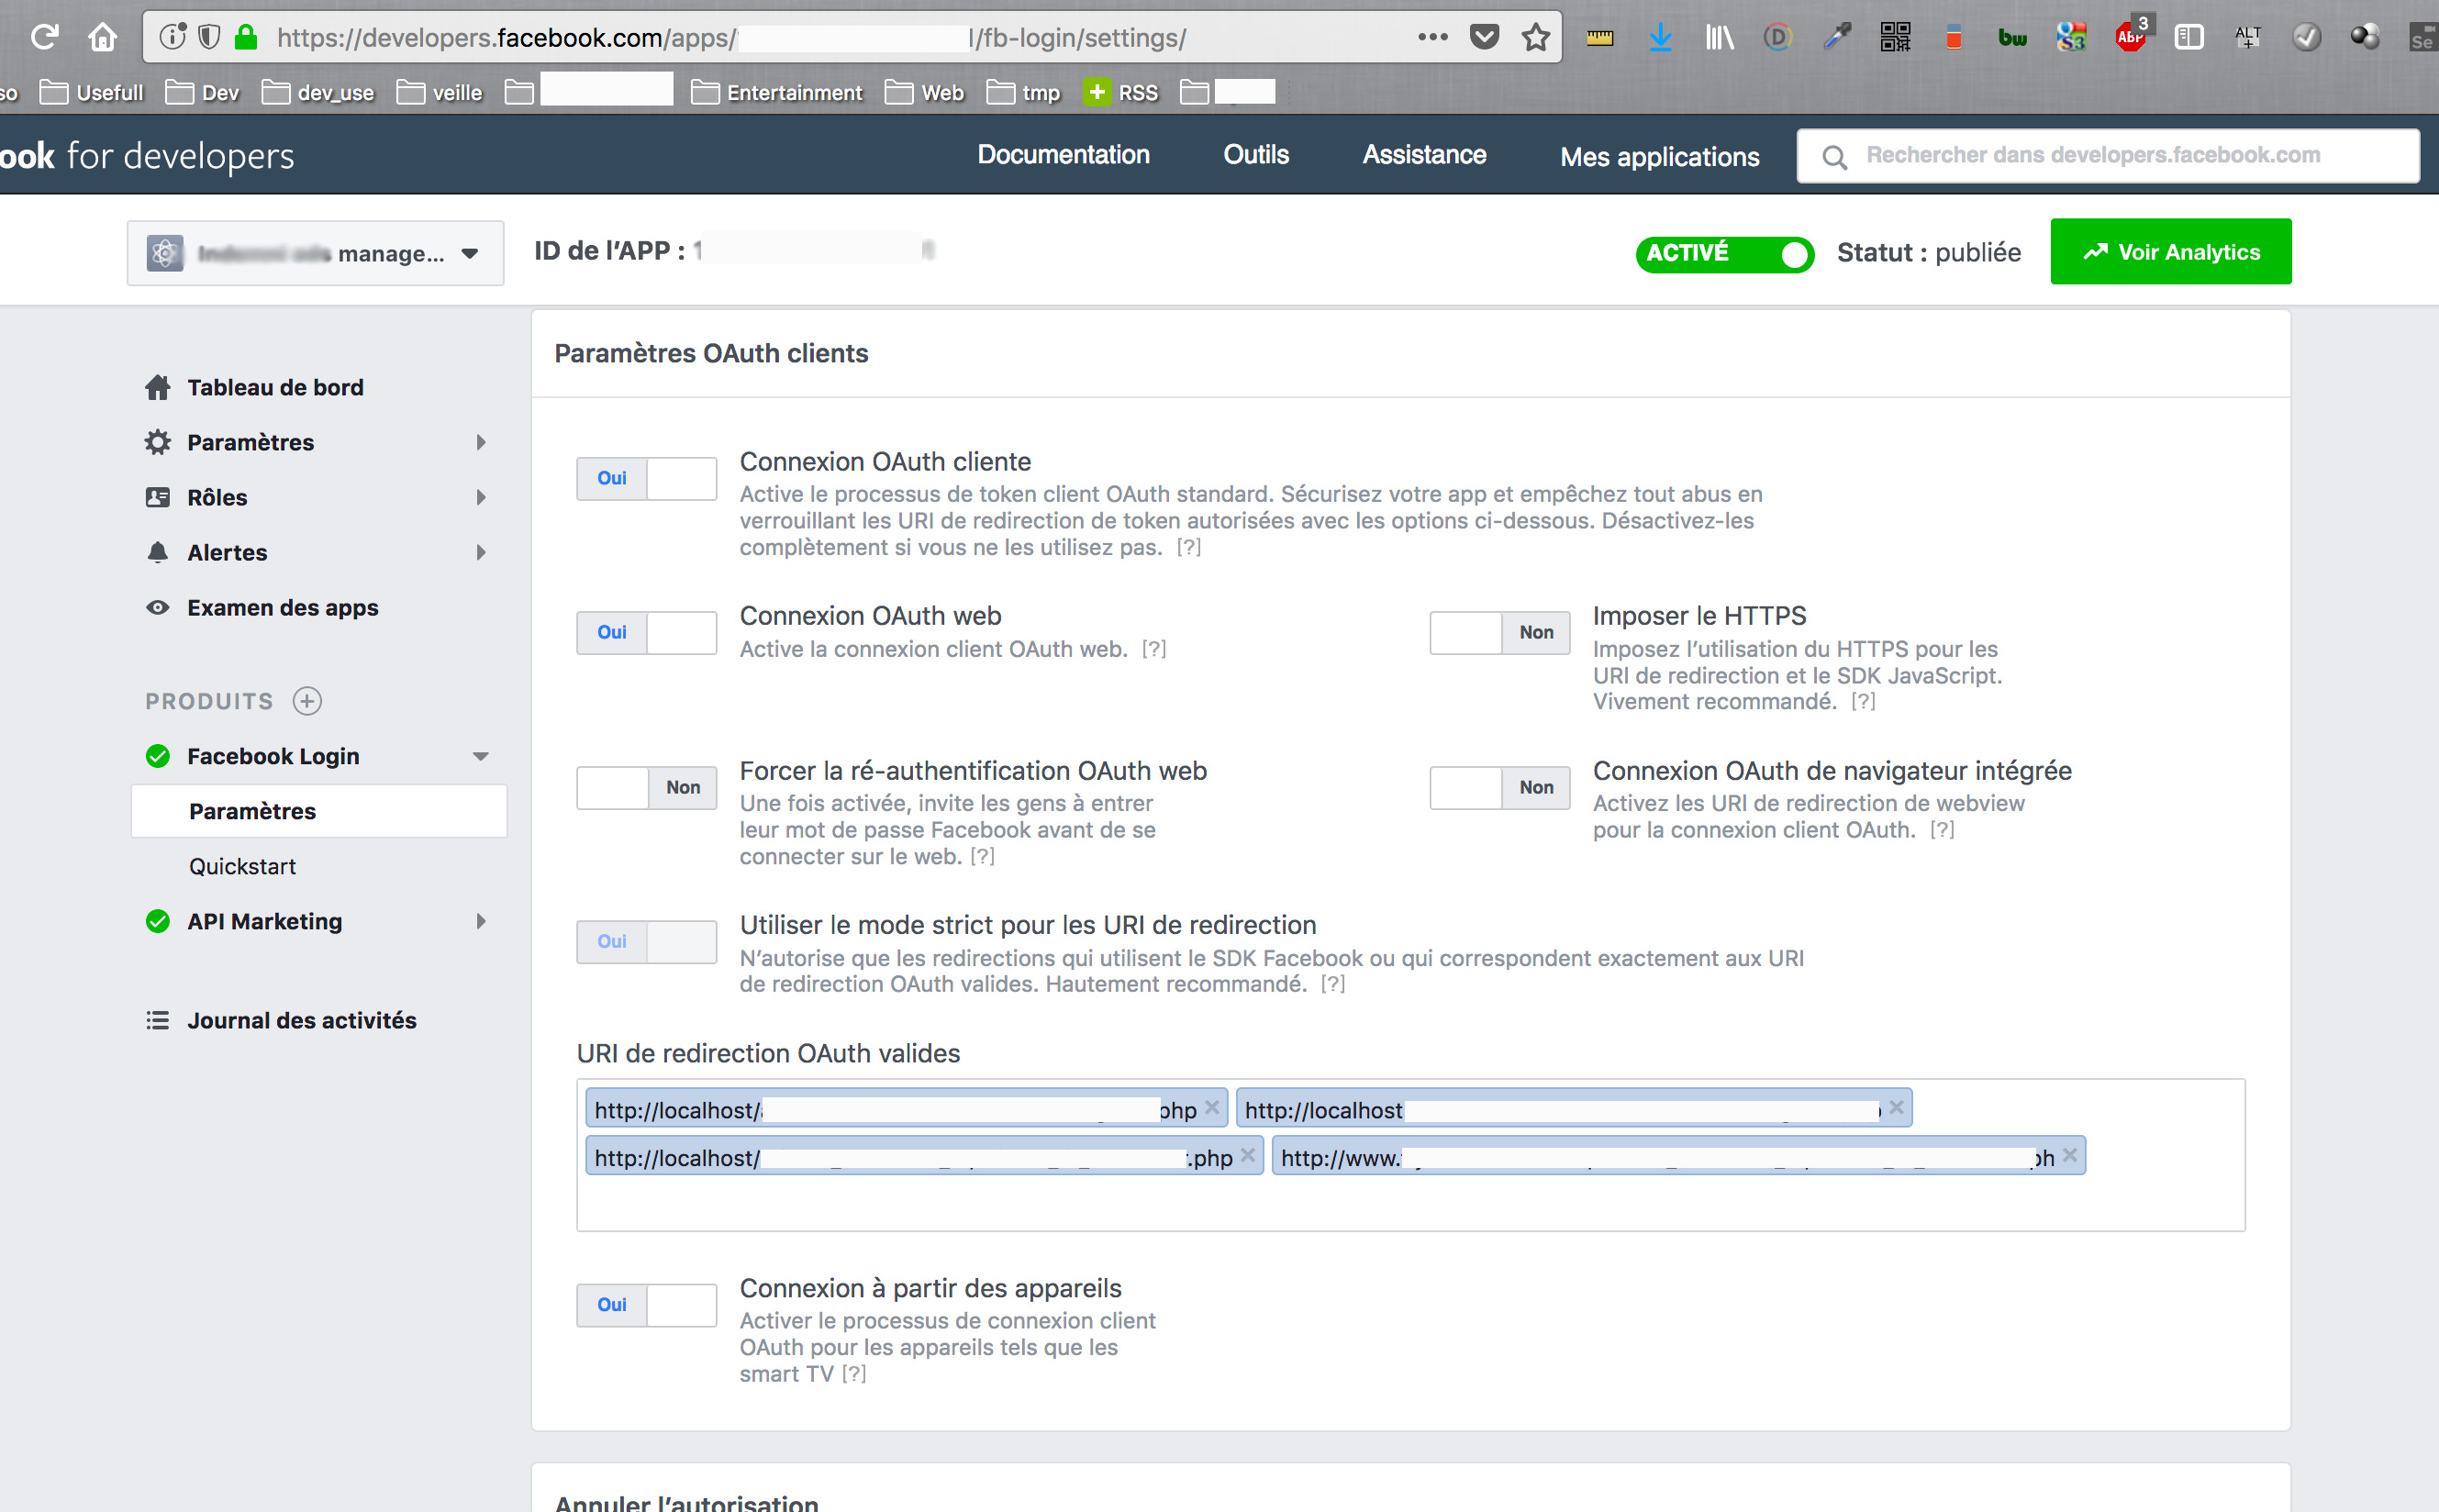 https://developers.facebook.com/apps/
/fb-login/settings/
3
ABP
ALT
bw
S3
Se
so
Usefull
Dev
dev_use
veille
Entertainment
Web
tmp
RSS
ook for developers
Documentation
Outils
Assistance
Mes applications
Rechercher dans developers.facebook.com
manage...
ID de l'APP :
ACTIVÉ
Statut : publiée
Voir Analytics
Tableau de bord
Paramètres
Rôles
Alertes
Examen des apps
PRODUITS
Facebook Login
Paramètres
Quickstart
API Marketing
Journal des activités
Paramètres OAuth clients
Oui
Connexion OAuth cliente
Active le processus de token client OAuth standard. Sécurisez votre app et empêchez tout abus en
verrouillant les URI de redirection de token autorisées avec les options ci-dessous. Désactivez-les
complètement si vous ne les utilisez pas. [?]
Oui
Connexion OAuth web
Active la connexion client OAuth web. [?]
Non
Imposer le HTTPS
Imposez l'utilisation du HTTPS pour les
URI de redirection et le SDK JavaScript.
Vivement recommandé. [?]
Non
Forcer la ré-authentification OAuth web
Une fois activée, invite les gens à entrer
leur mot de passe Facebook avant de se
connecter sur le web. [?]
Non
Connexion OAuth de navigateur intégrée
Activez les URI de redirection de webview
pour la connexion client OAuth. [?]
Oui
Utiliser le mode strict pour les URI de redirection
N'autorise que les redirections qui utilisent le SDK Facebook ou qui correspondent exactement aux URI
de redirection OAuth valides. Hautement recommandé. [?]
URI de redirection OAuth valides
http://localhost/ php
http://localhost
http://localhost/ .php
http://www. ph
Oui
Connexion à partir des appareils
Activer le processus de connexion client
OAuth pour les appareils tels que les
smart TV [?]
Annuler l'autorisation